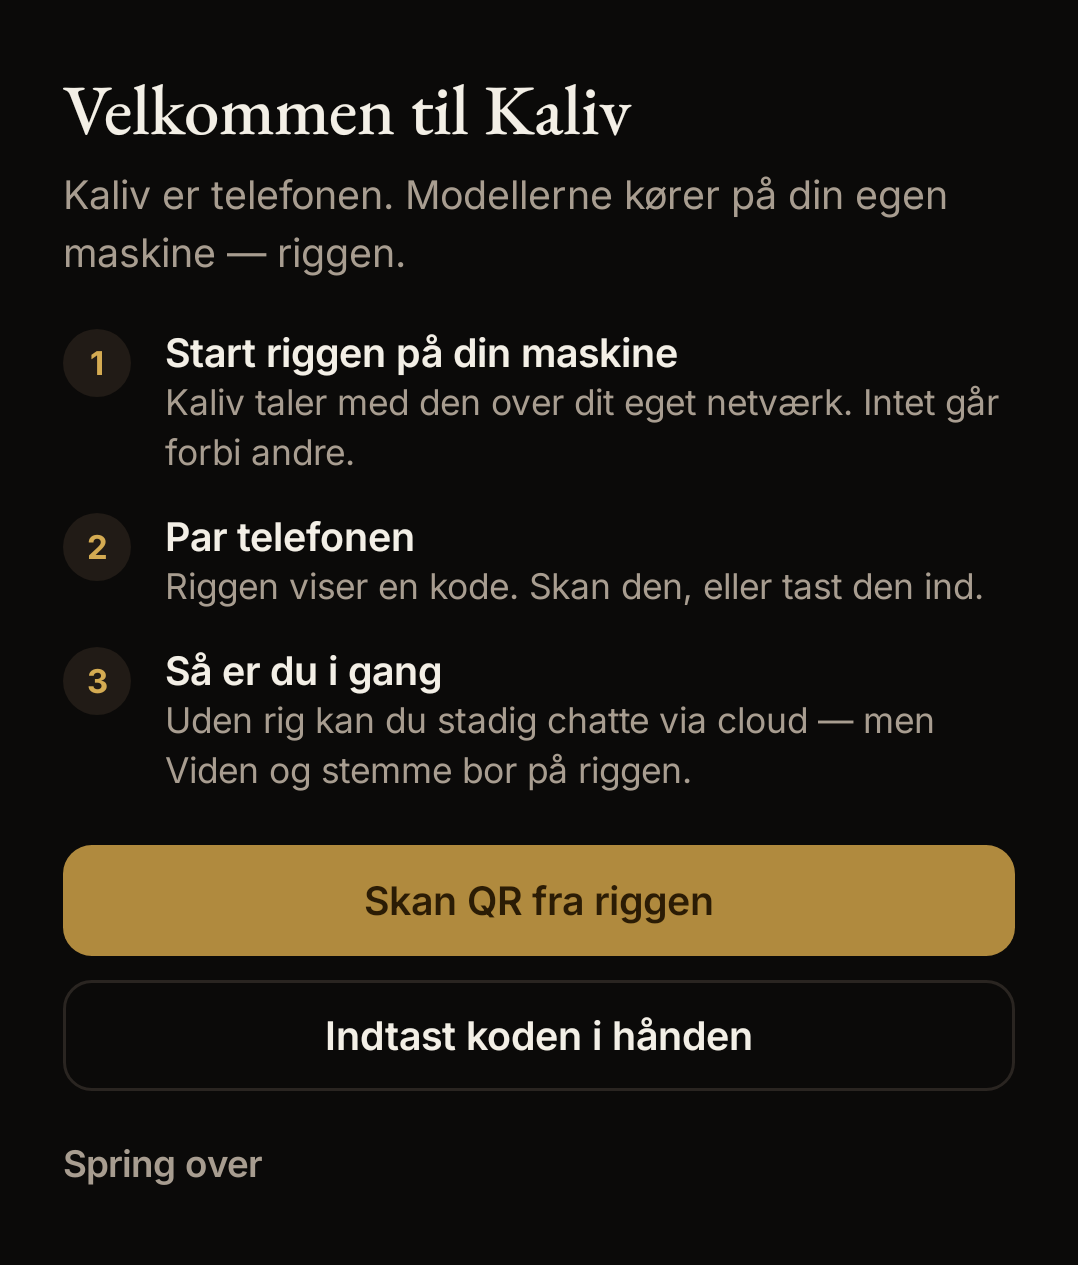 Velkommen til Kaliv
Kaliv er telefonen. Modellerne kører på din egen
maskine — riggen.
1
Start riggen på din maskine
Kaliv taler med den over dit eget netværk. Intet går
forbi andre.
2
Par telefonen
Riggen viser en kode. Skan den, eller tast den ind.
3
Så er du i gang
Uden rig kan du stadig chatte via cloud — men
Viden og stemme bor på riggen.
Skan QR fra riggen
Indtast koden i hånden
Spring over